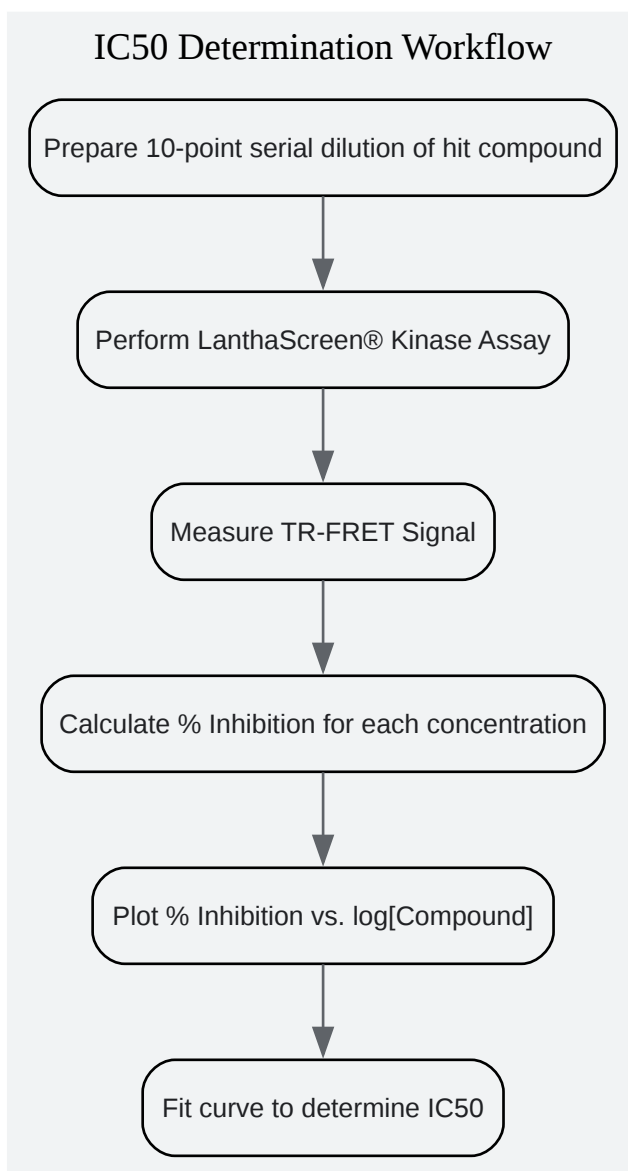 IC50 Determination Workflow
Prepare 10-point serial dilution of hit compound
Perform LanthaScreen® Kinase Assay
Measure TR-FRET Signal
Calculate % Inhibition for each concentration
Plot % Inhibition vs. log[Compound]
Fit curve to determine IC50